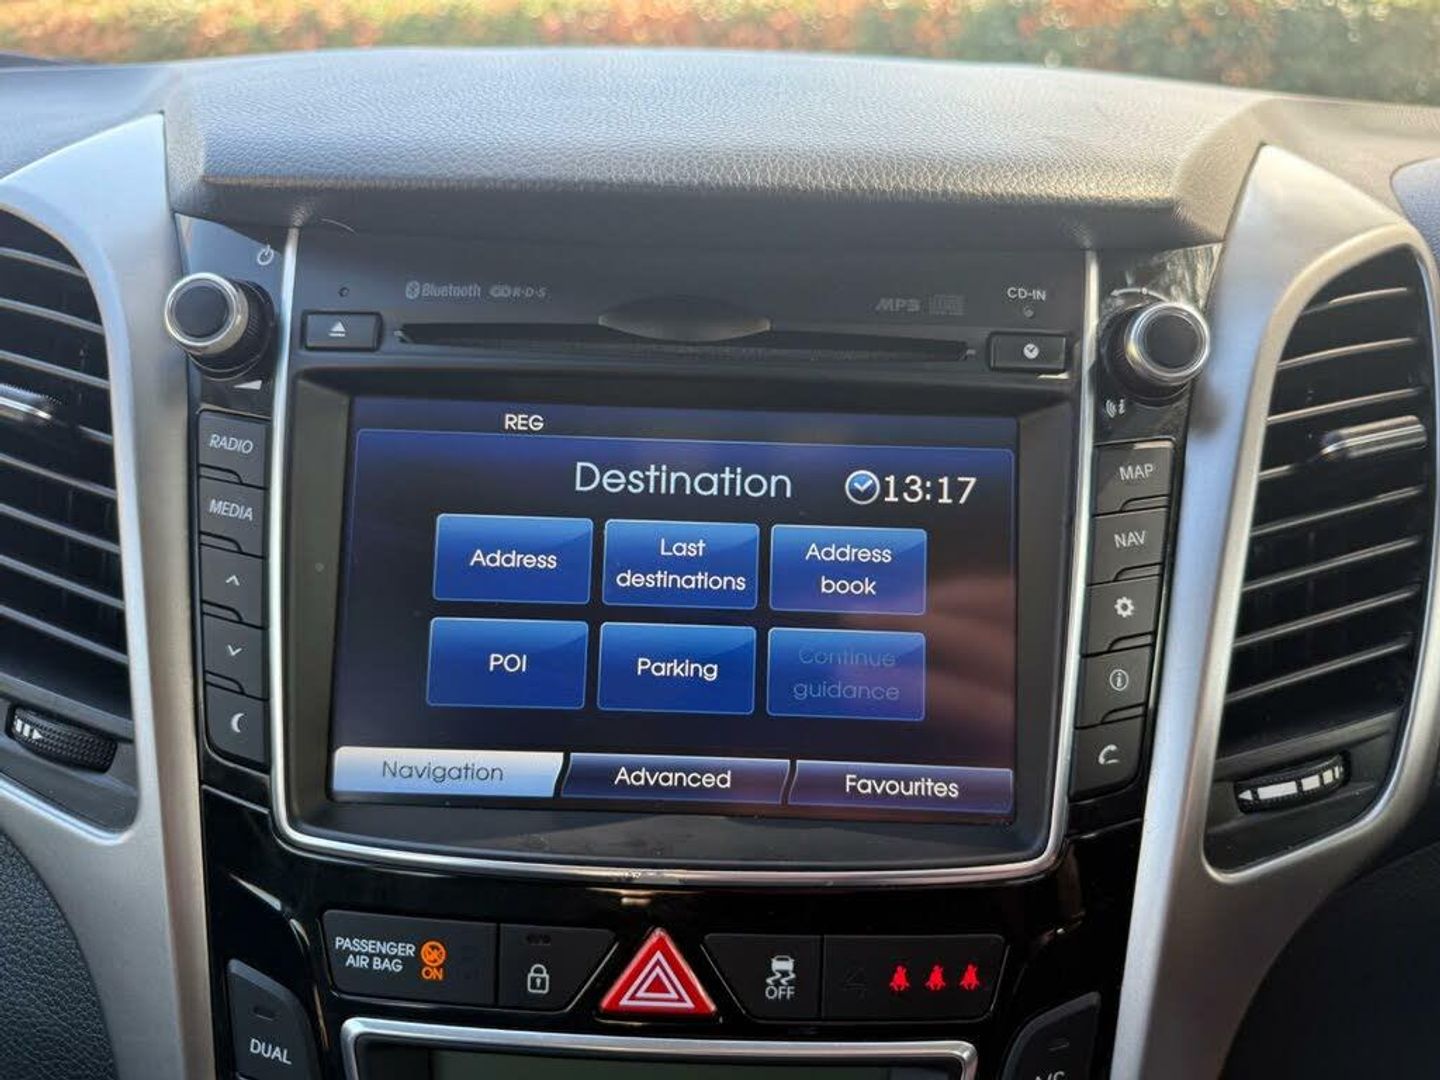 Bluetooth R·D·S
MP3
CD-IN
RADIO
MEDIA
MAP
NAV
REG
Destination
13:17
Address
Last
destinations
Address
book
POI
Parking
Continue
guidance
Navigation
Advanced
Favourites
PASSENGER
AIR BAG
ON
OFF
DUAL
A/C